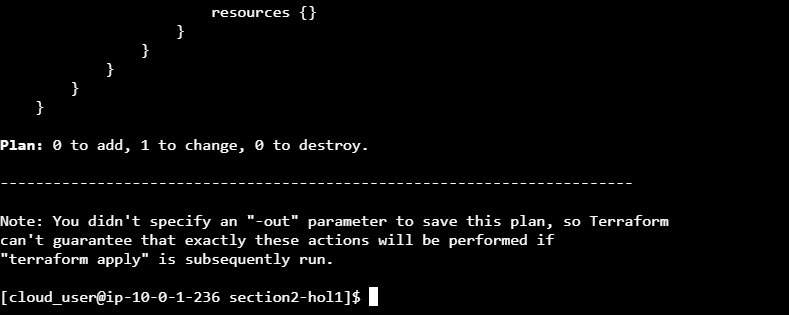 resources {}
}
}
}
}
}
Plan: 0 to add, 1 to change, 0 to destroy.
------------------------------------------------------------------------
Note: You didn't specify an "-out" parameter to save this plan, so Terraform
can't guarantee that exactly these actions will be performed if
"terraform apply" is subsequently run.
[cloud_user@ip-10-0-1-236 section2-hol1]$